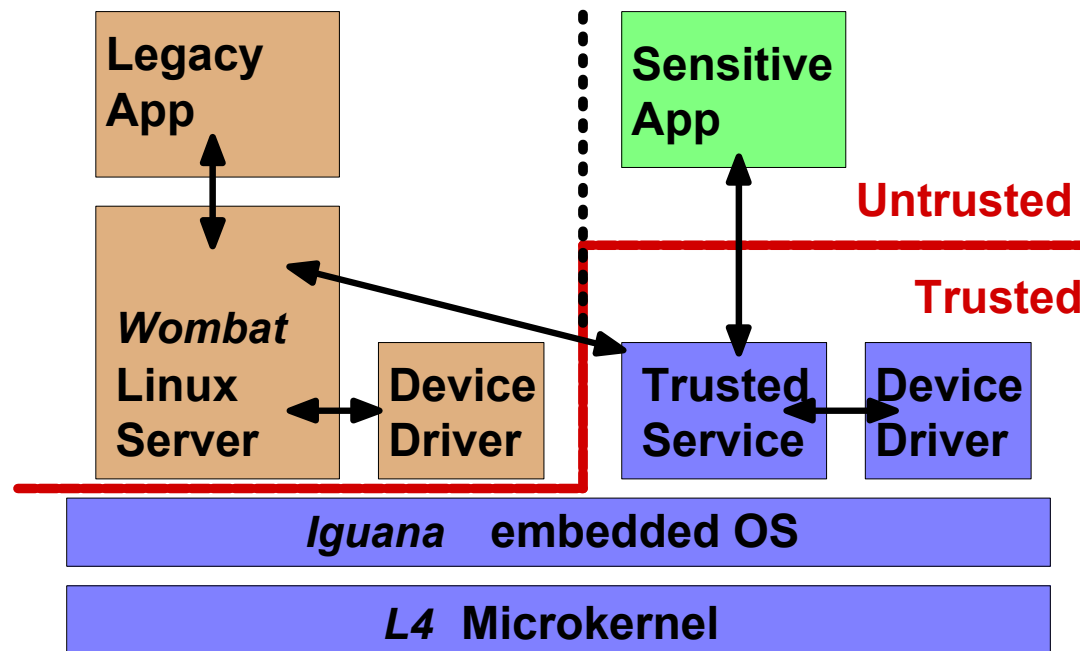 Legacy
App
Sensitive
App
Untrusted
Trusted
Wombat
Linux
Server
Device
Driver
Trusted
Service
Device
Driver
Iguana embedded OS
L4 Microkernel